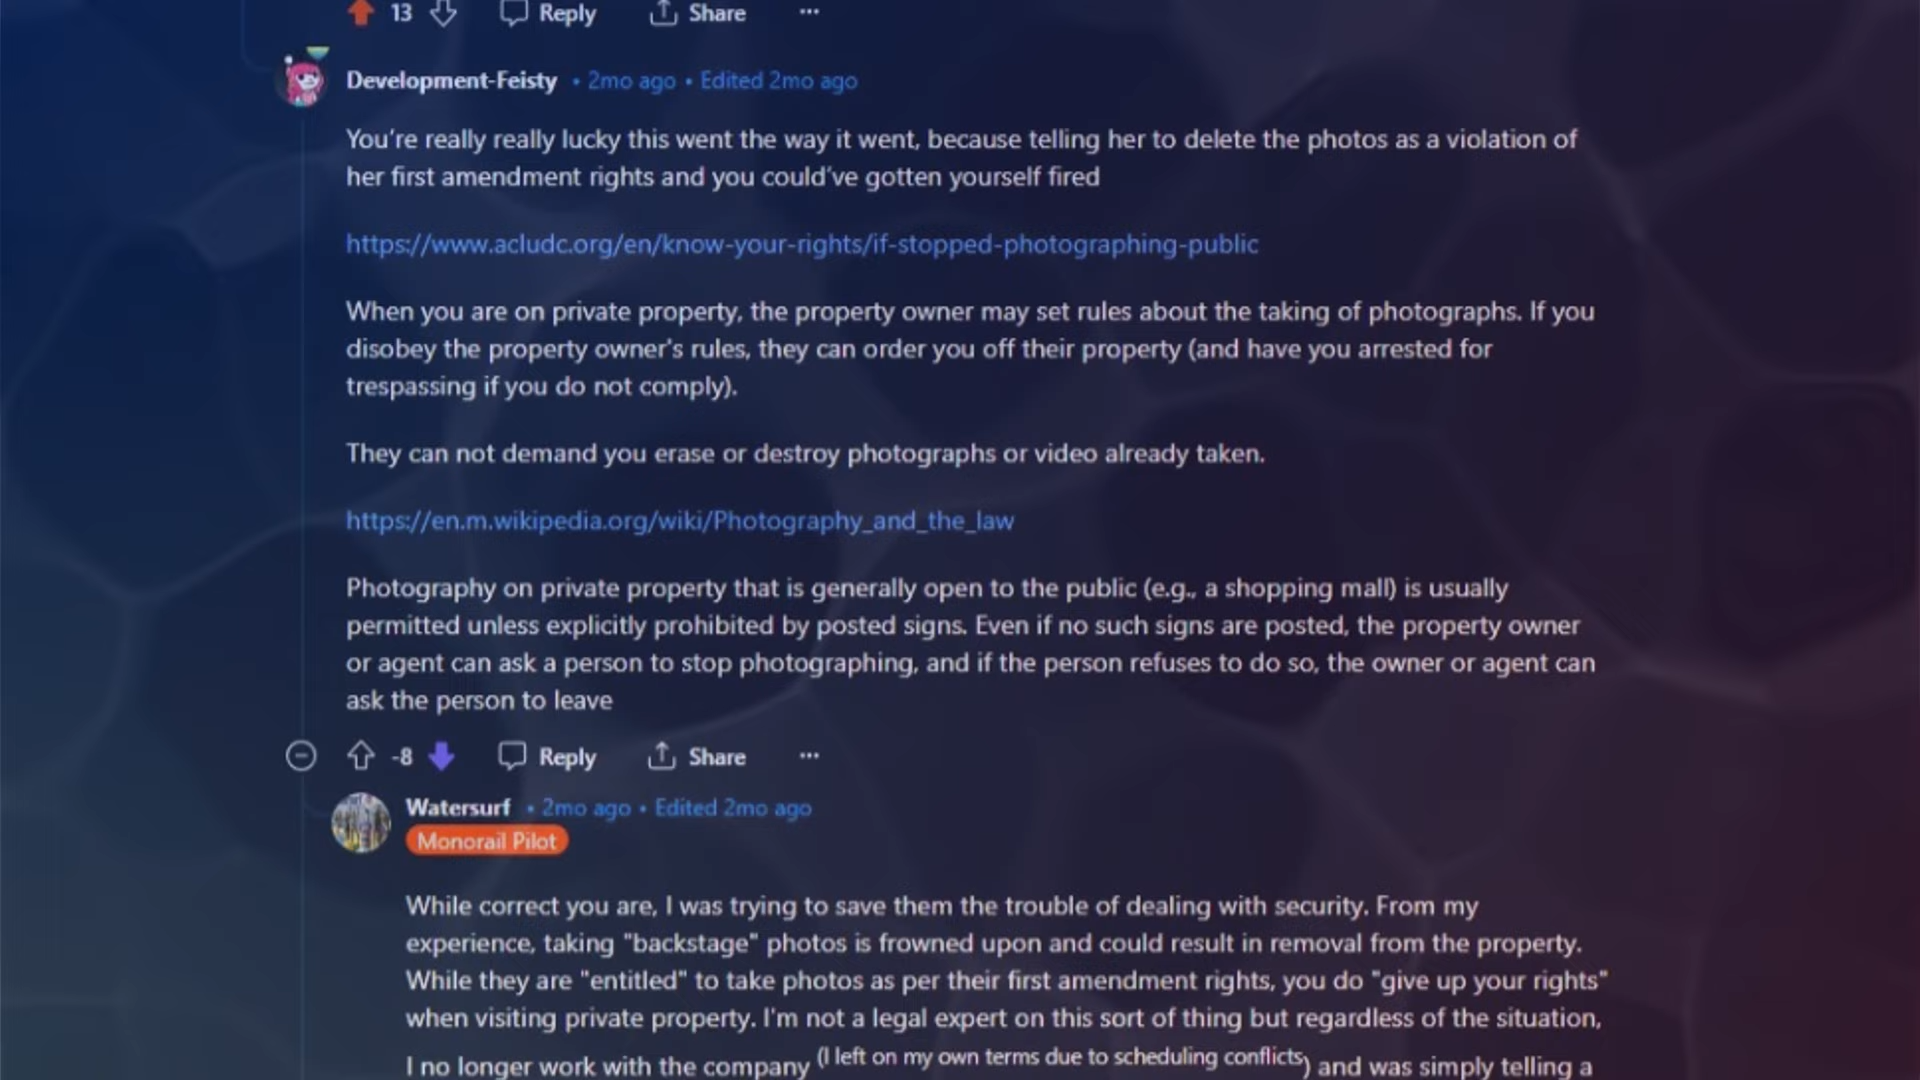 13 Reply Share ...
Development-Feisty • 2mo ago • Edited 2mo ago
You're really really lucky this went the way it went, because telling her to delete the photos as a violation of
her first amendment rights and you could've gotten yourself fired
https://www.acludc.org/en/know-your-rights/if-stopped-photographing-public
When you are on private property, the property owner may set rules about the taking of photographs. If you
disobey the property owner's rules, they can order you off their property (and have you arrested for
trespassing if you do not comply).
They can not demand you erase or destroy photographs or video already taken.
https://en.m.wikipedia.org/wiki/Photography_and_the_law
Photography on private property that is generally open to the public (e.g., a shopping mall) is usually
permitted unless explicitly prohibited by posted signs. Even if no such signs are posted, the property owner
or agent can ask a person to stop photographing, and if the person refuses to do so, the owner or agent can
ask the person to leave
-8 Reply Share ...
Watersurf • 2mo ago • Edited 2mo ago
Monorail Pilot
While correct you are, I was trying to save them the trouble of dealing with security. From my
experience, taking "backstage" photos is frowned upon and could result in removal from the property.
While they are "entitled" to take photos as per their first amendment rights, you do "give up your rights"
when visiting private property. I'm not a legal expert on this sort of thing but regardless of the situation,
I no longer work with the company (I left on my own terms due to scheduling conflicts) and was simply telling a